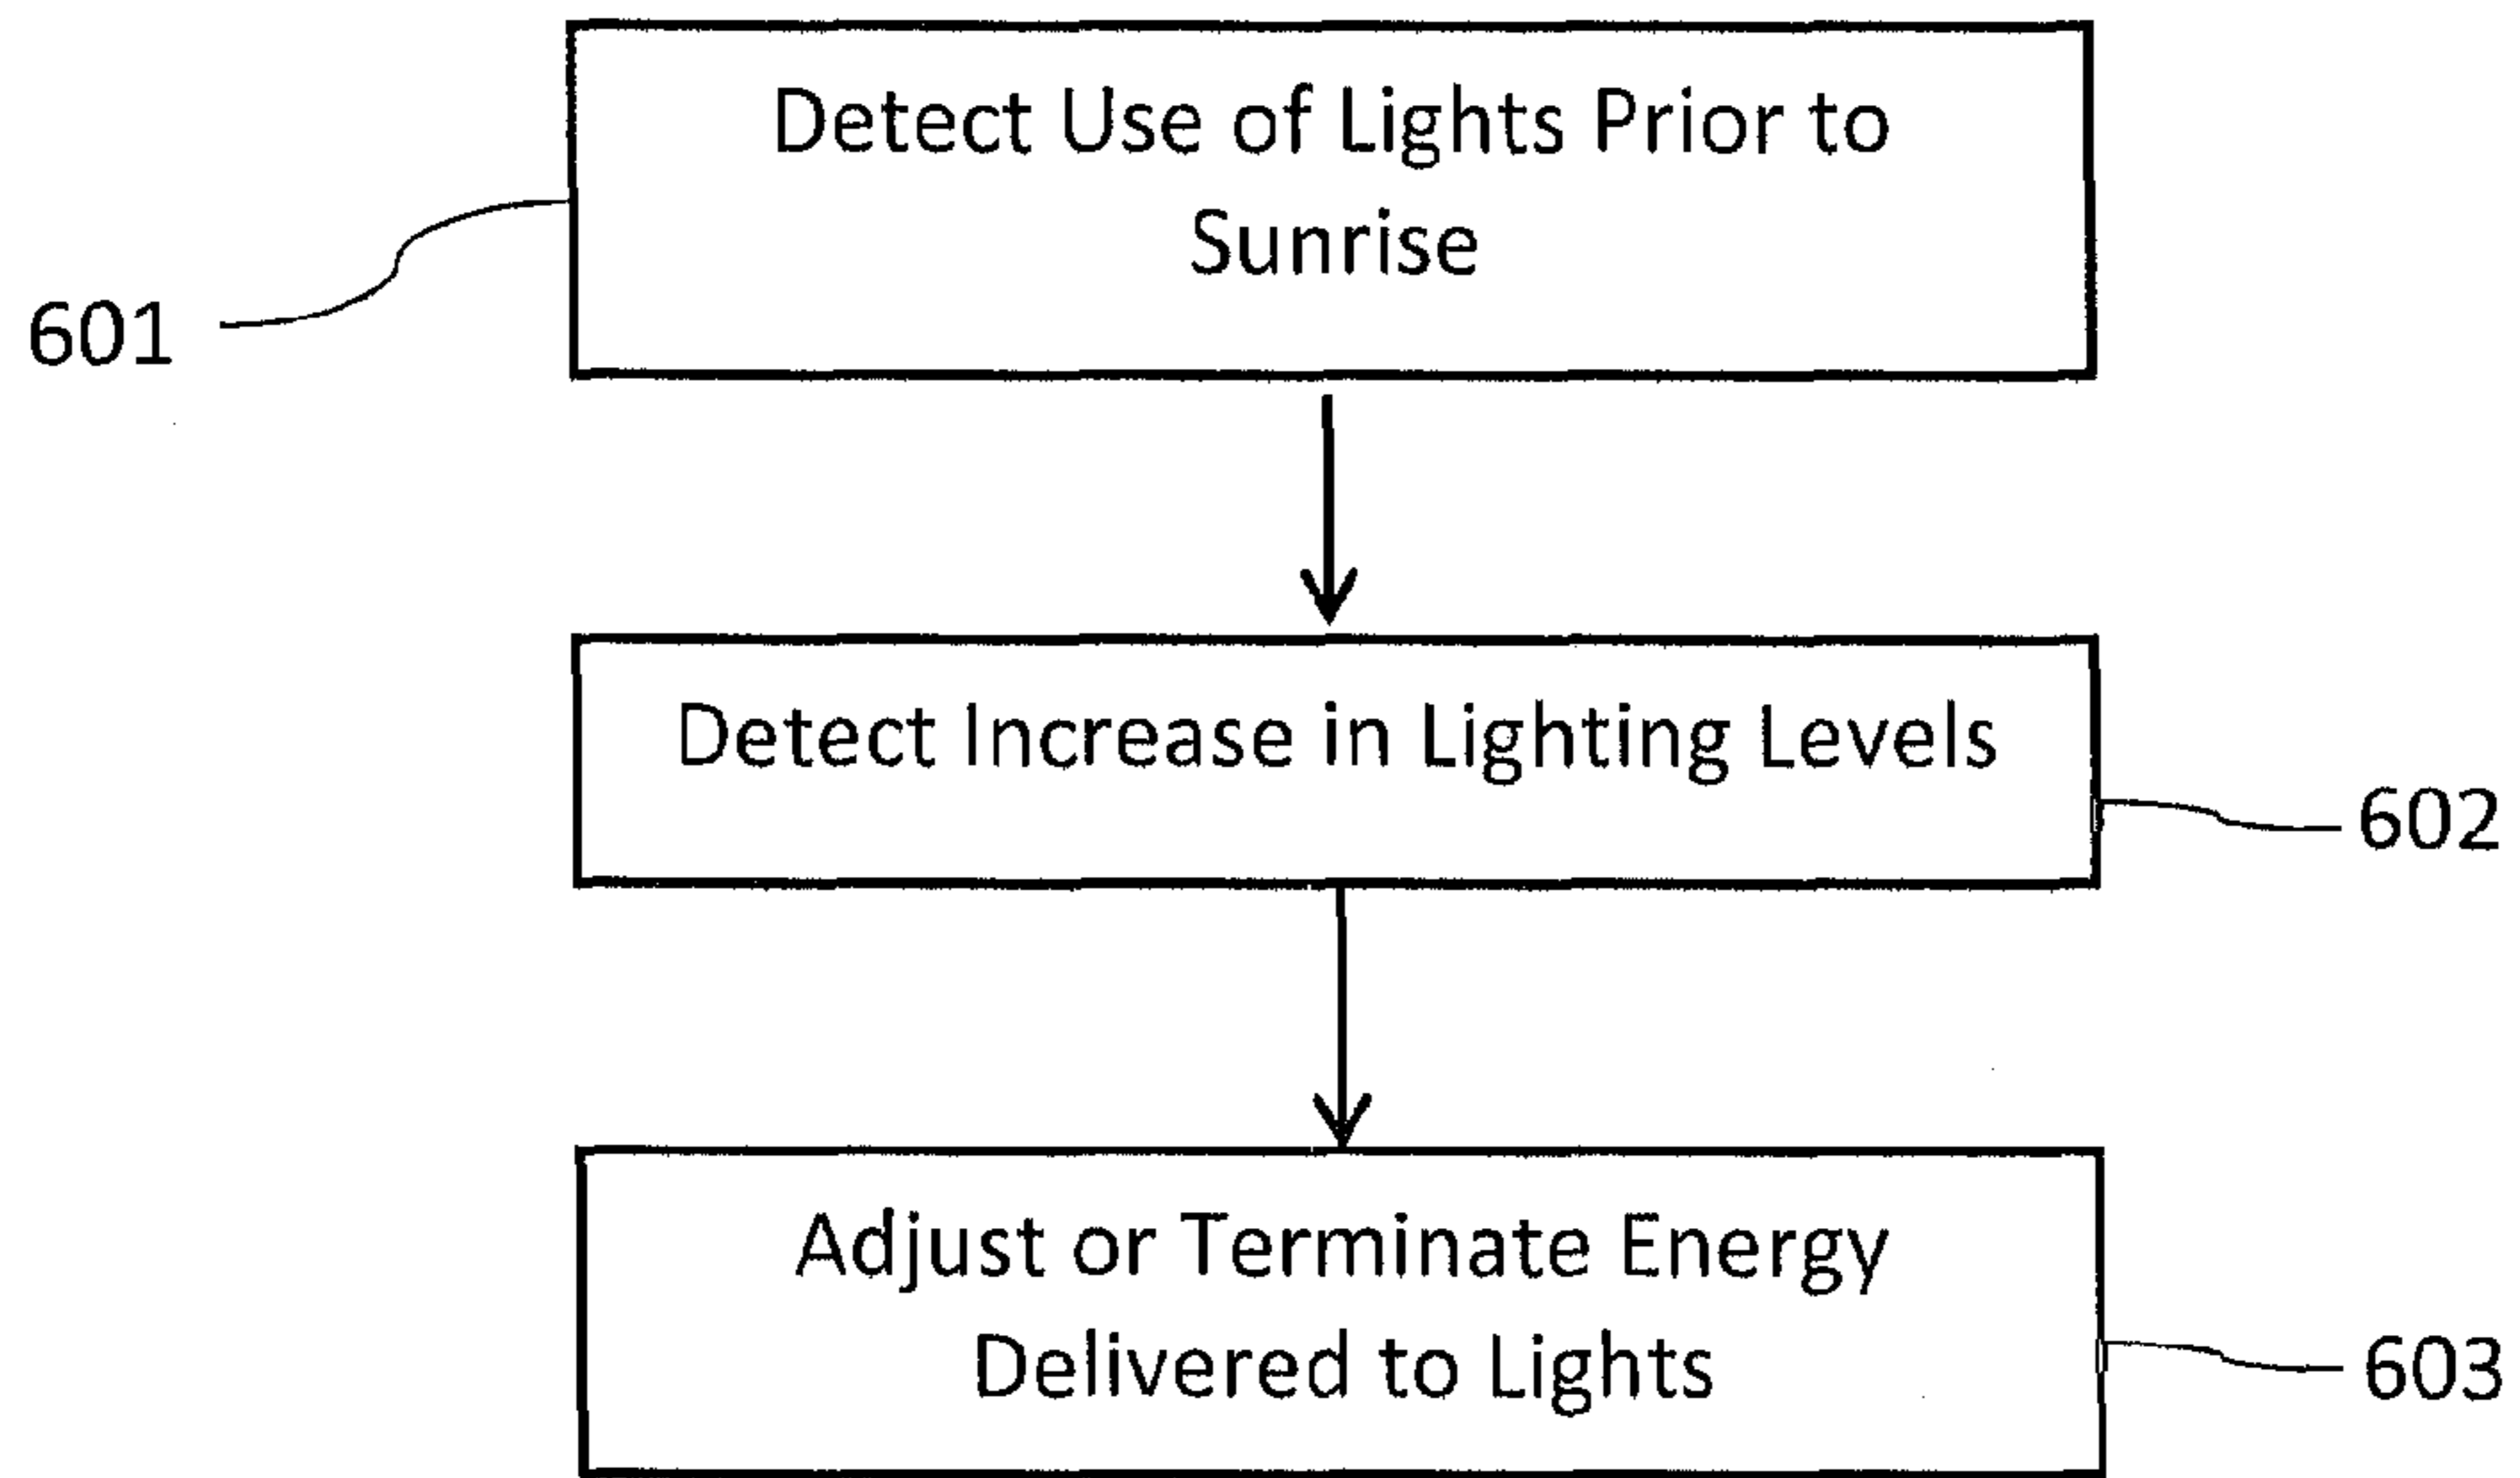 Detect Use of Lights Prior to
Sunrise
601
Detect Increase in Lighting Levels
602
Adjust or Terminate Energy
Delivered to Lights
603